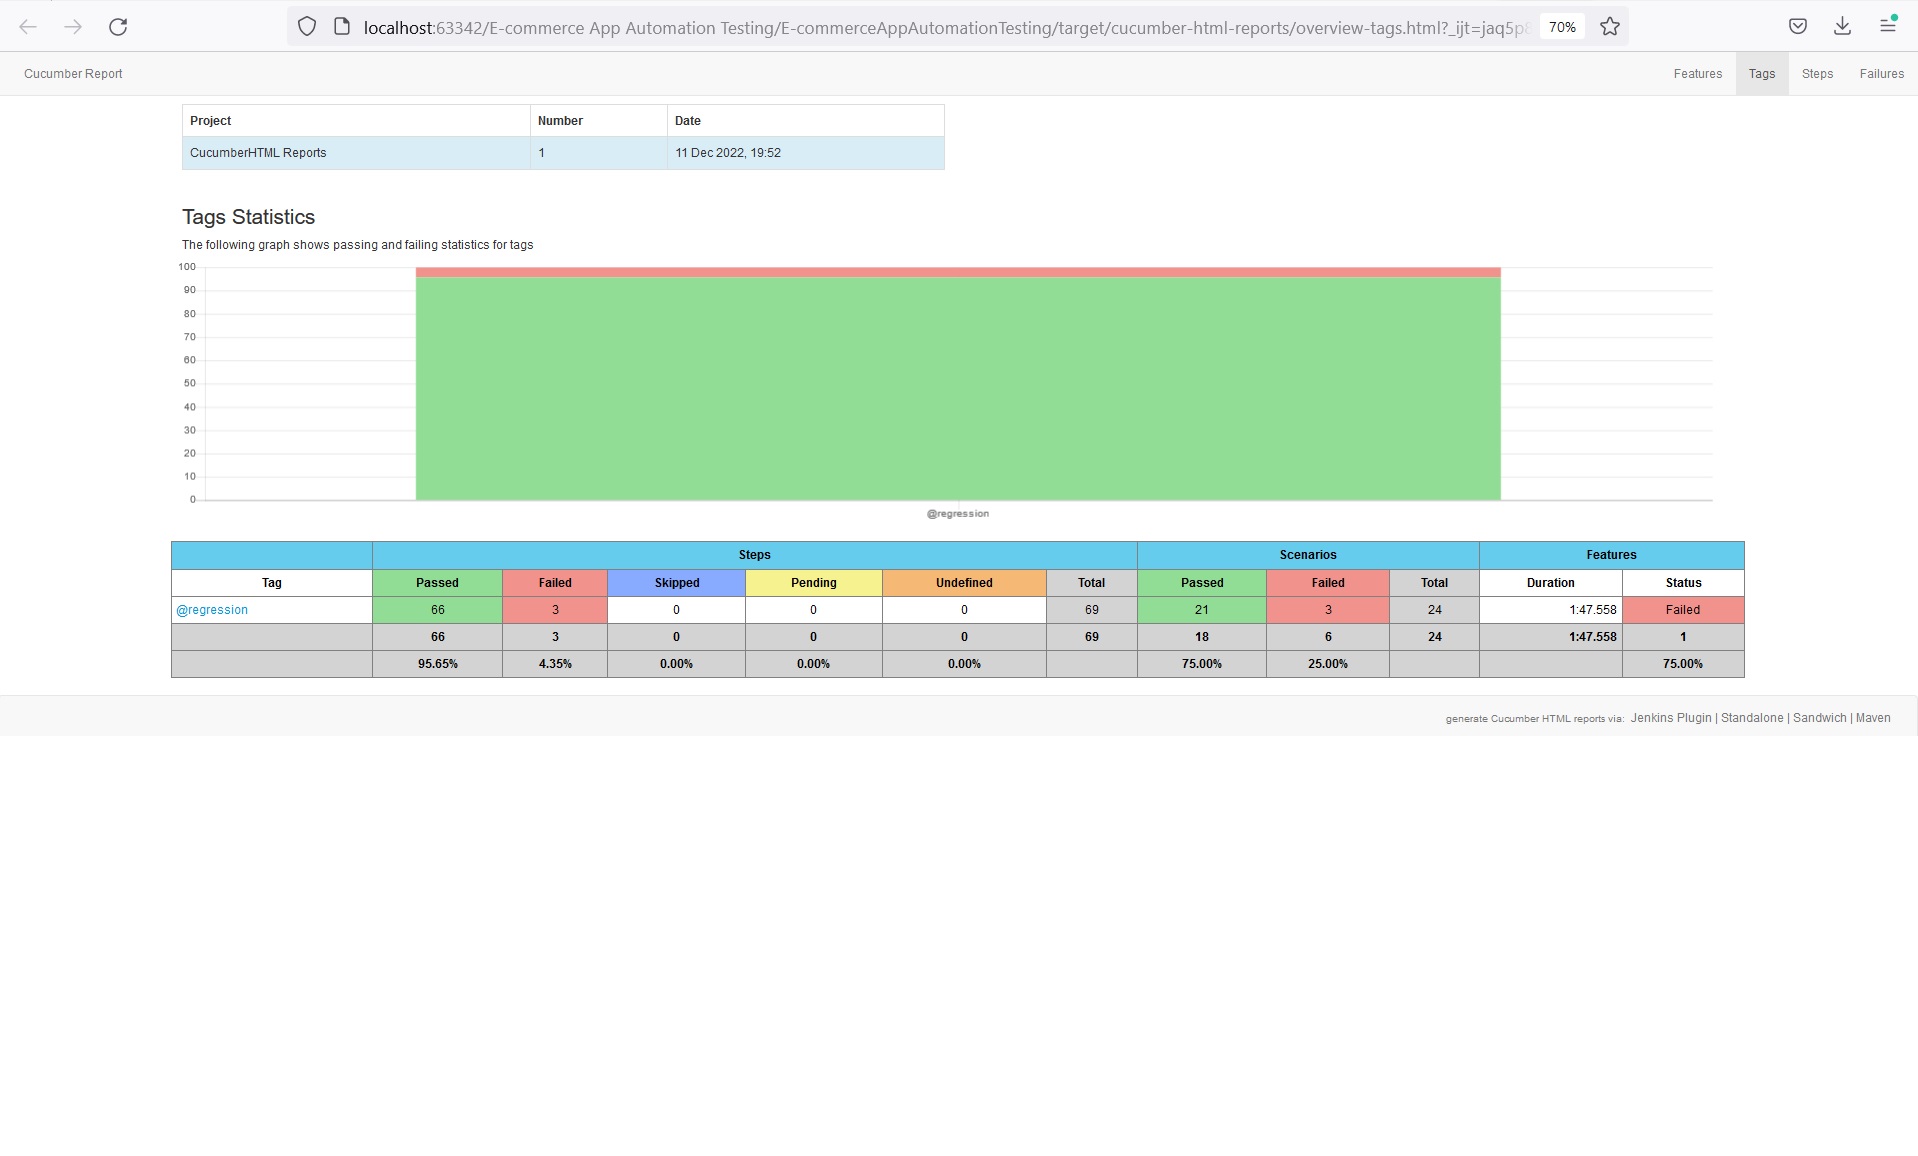 localhost:63342/E-commerce App Automation Testing/E-commerceAppAutomationTesting/target/cucumber-html-reports/overview-tags.html?_ijt=jaq5p8 70%
Cucumber Report Features Tags Steps Failures
Project Number Date
CucumberHTML Reports 1 11 Dec 2022, 19:52
Tags Statistics
The following graph shows passing and failing statistics for tags
100
90
80
70
60
50
40
30
20
10
0
@regression
Steps Scenarios Features
Tag Passed Failed Skipped Pending Undefined Total Passed Failed Total Duration Status
@regression 66 3 0 0 0 69 21 3 24 1:47.558 Failed
66 3 0 0 0 69 18 6 24 1:47.558 1
95.65% 4.35% 0.00% 0.00% 0.00% 75.00% 25.00% 75.00%
generate Cucumber HTML reports via: Jenkins Plugin | Standalone | Sandwich | Maven